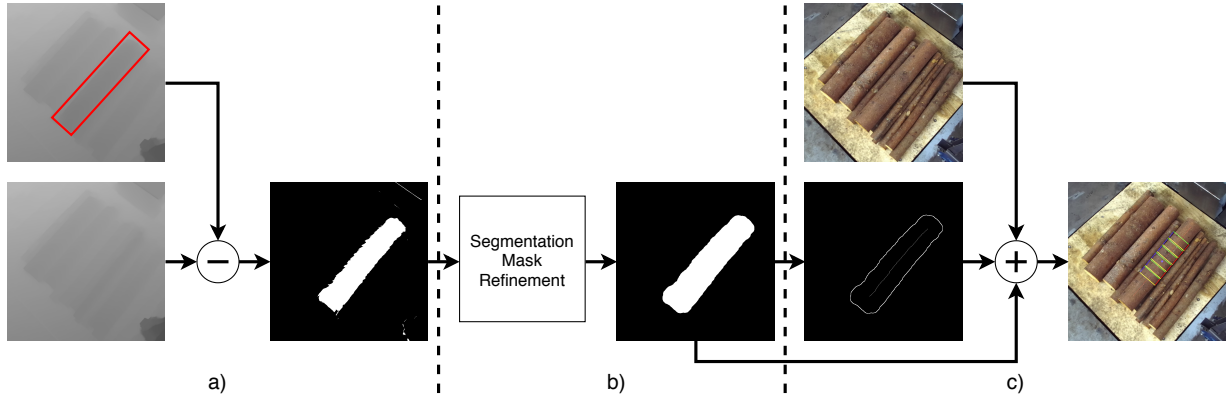 −
+
Segmentation
Mask
Refinement
a)
b)
c)